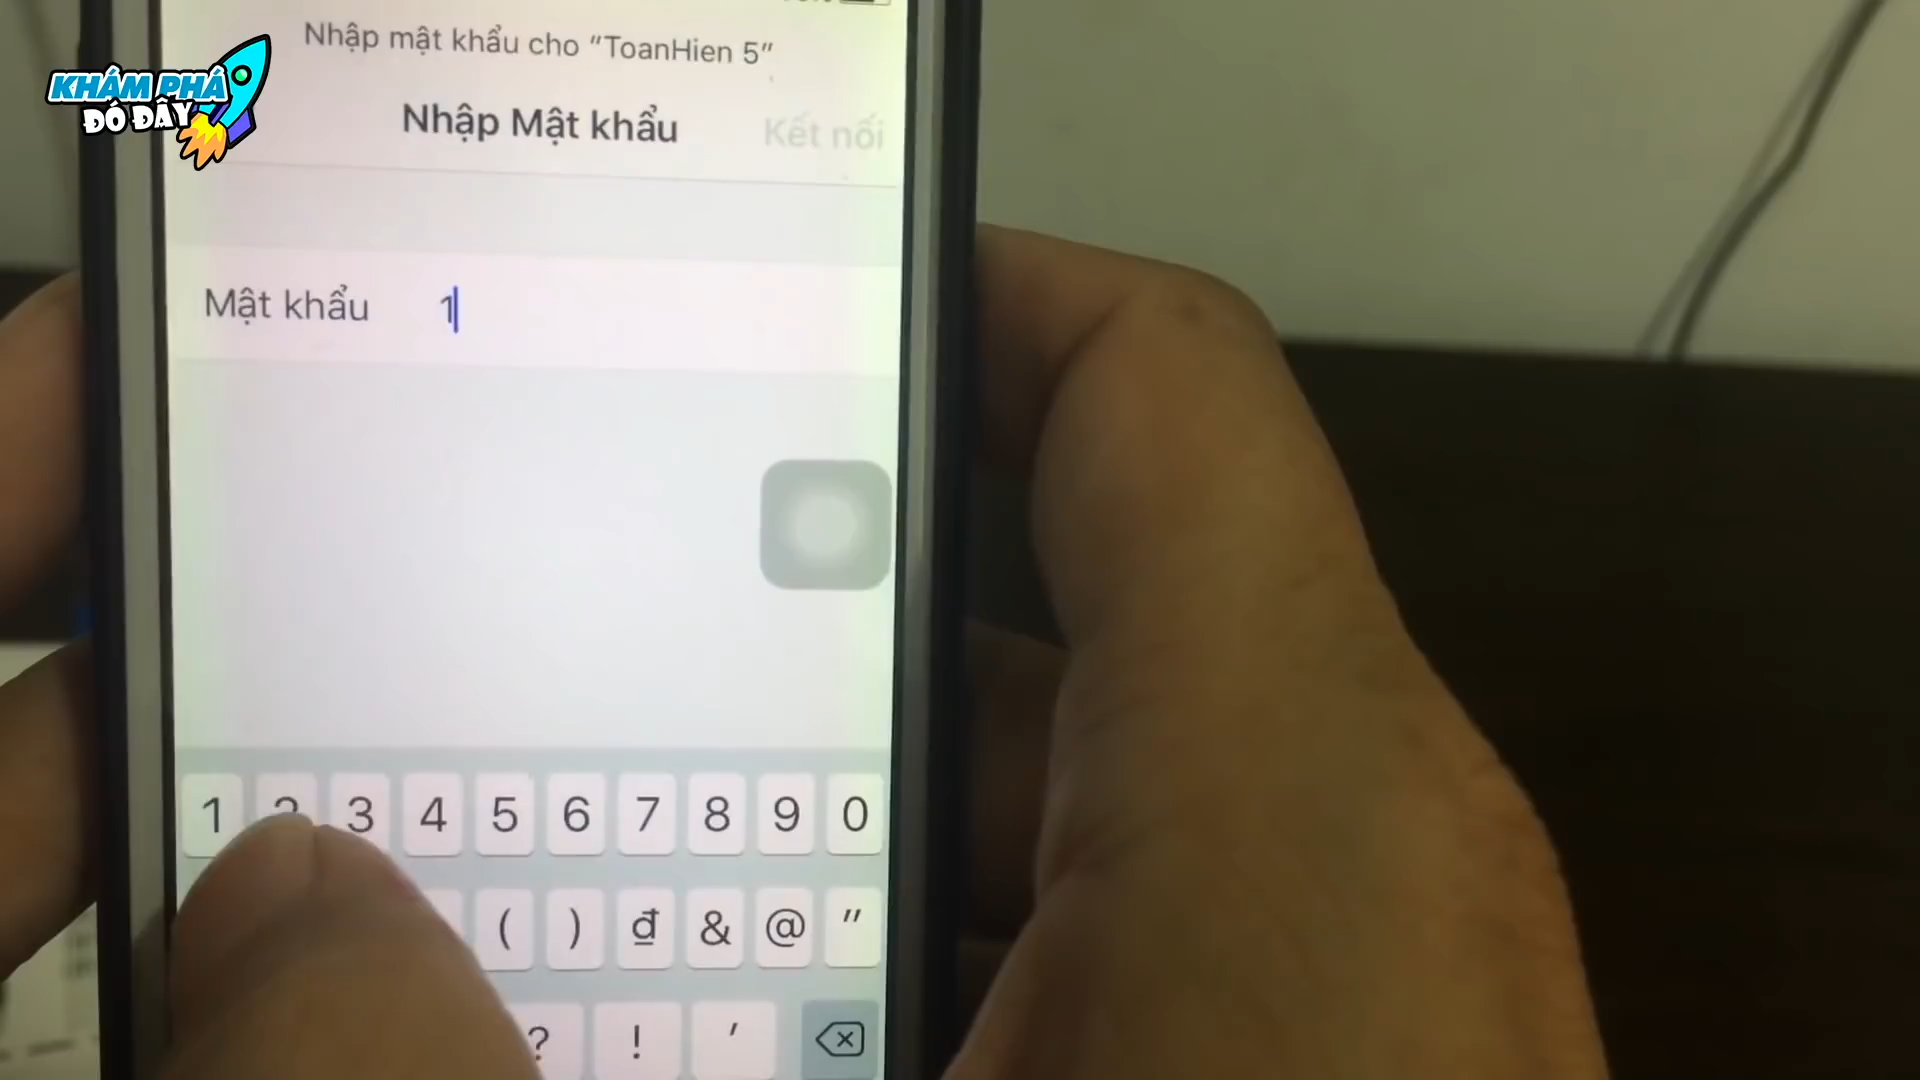 Nhập mật khẩu cho “ToanHien 5”
KHÁM PHÁ
ĐÓ ĐÂY
Nhập Mật khẩu
Kết nối
Mật khẩu 1
1 3 4 5 6 7 8 9 0
( ) ₫ & @ "
? ! '